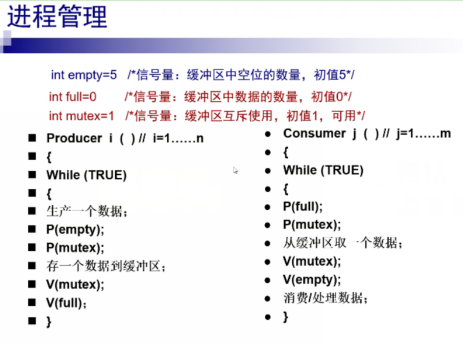 进程管理
int empty=5 /*信号量：缓冲区中空位的数量，初值5*/
int full=0 /*信号量：缓冲区中数据的数量，初值0*/
int mutex=1 /*信号量：缓冲区互斥使用，初值1，可用*/
■ Producer i ( ) // i=1……n
■ {
■ While (TRUE)
■ {
■ 生产一个数据；
■ P(empty);
■ P(mutex);
■ 存一个数据到缓冲区；
■ V(mutex);
■ V(full)；
■ }
● Consumer j ( ) // j=1……m
● {
● While (TRUE)
● {
● P(full);
● P(mutex);
● 从缓冲区取一个数据；
● V(mutex);
● V(empty);
● 消费/处理数据；
● }